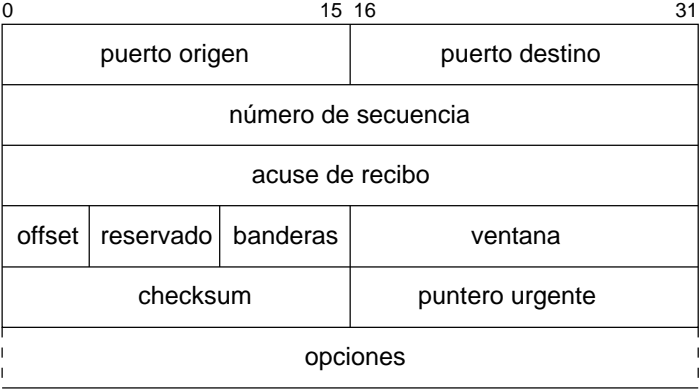 0 15 16 31
puerto origen puerto destino
número de secuencia
acuse de recibo
offset reservado banderas ventana
checksum puntero urgente
opciones